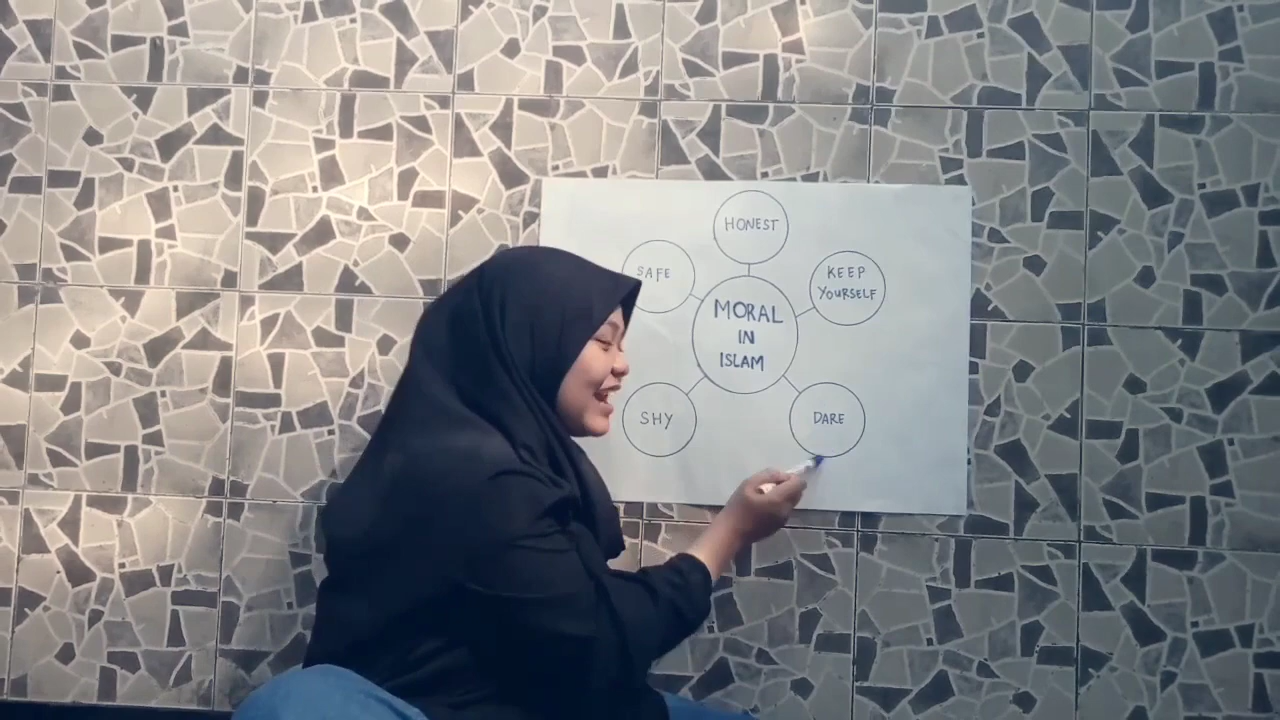 HONEST
SAFE
KEEP
YOURSELF
MORAL
IN
ISLAM
SHY
DARE